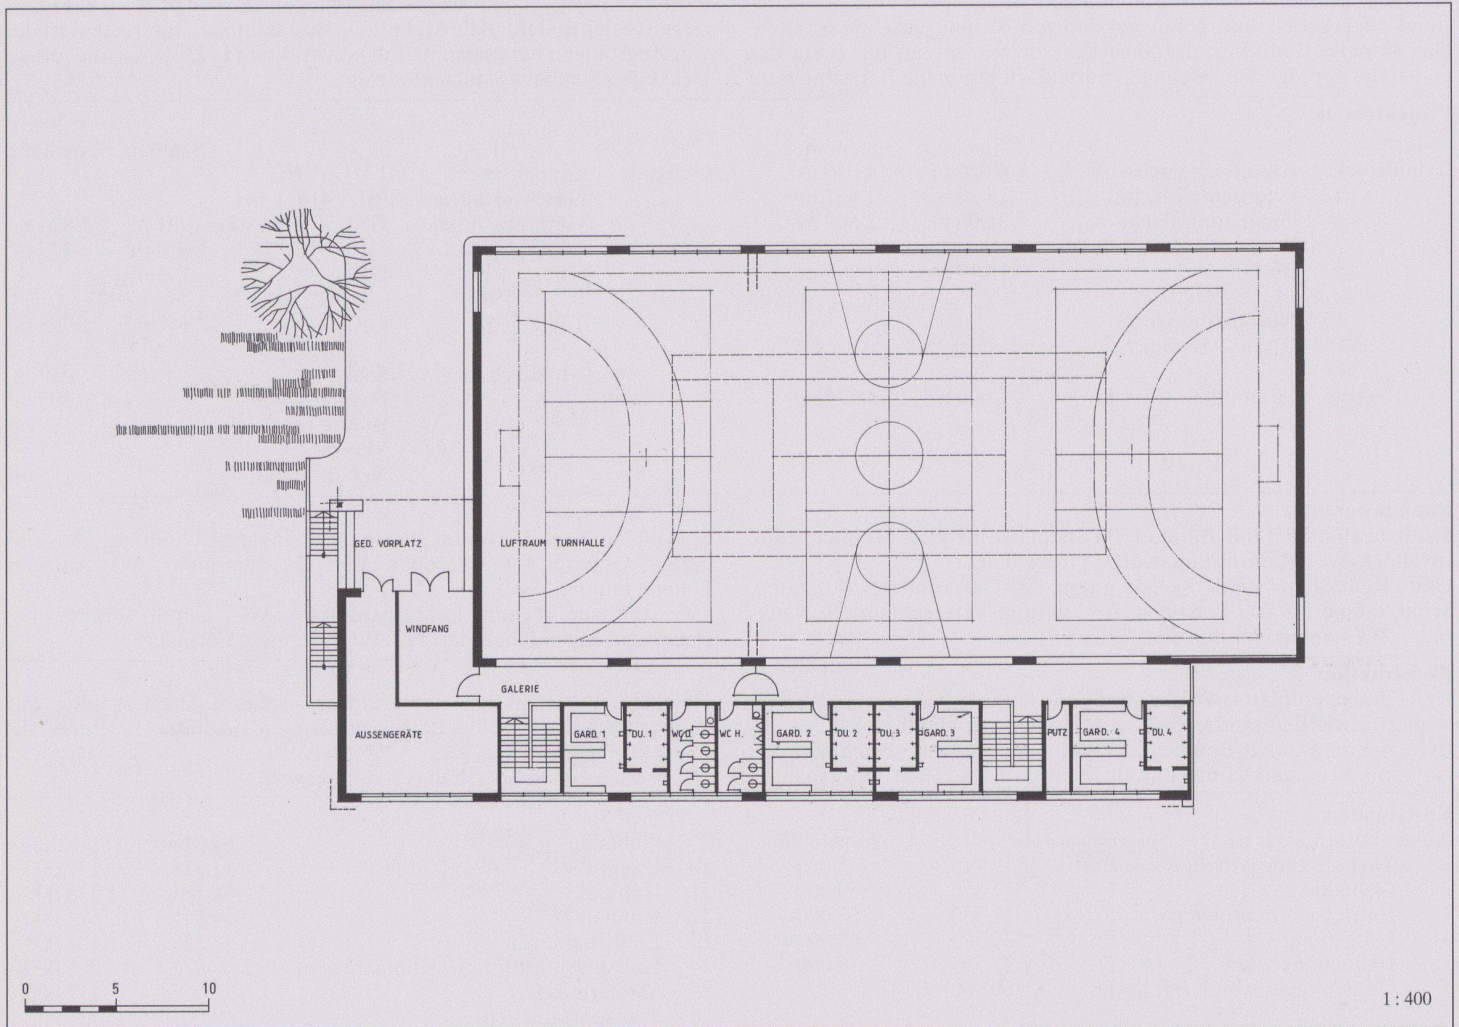 GED. VORPLATZ
LUFTRAUM TURNHALLE
WINDFANG
GALERIE
AUSSENGERÄTE
GARD. 1
DU. 1
WC D.
WC H.
GARD. 2
DU. 2
DU. 3
GARD. 3
PUTZ
GARD. 4
DU. 4
0 5 10
1 : 400